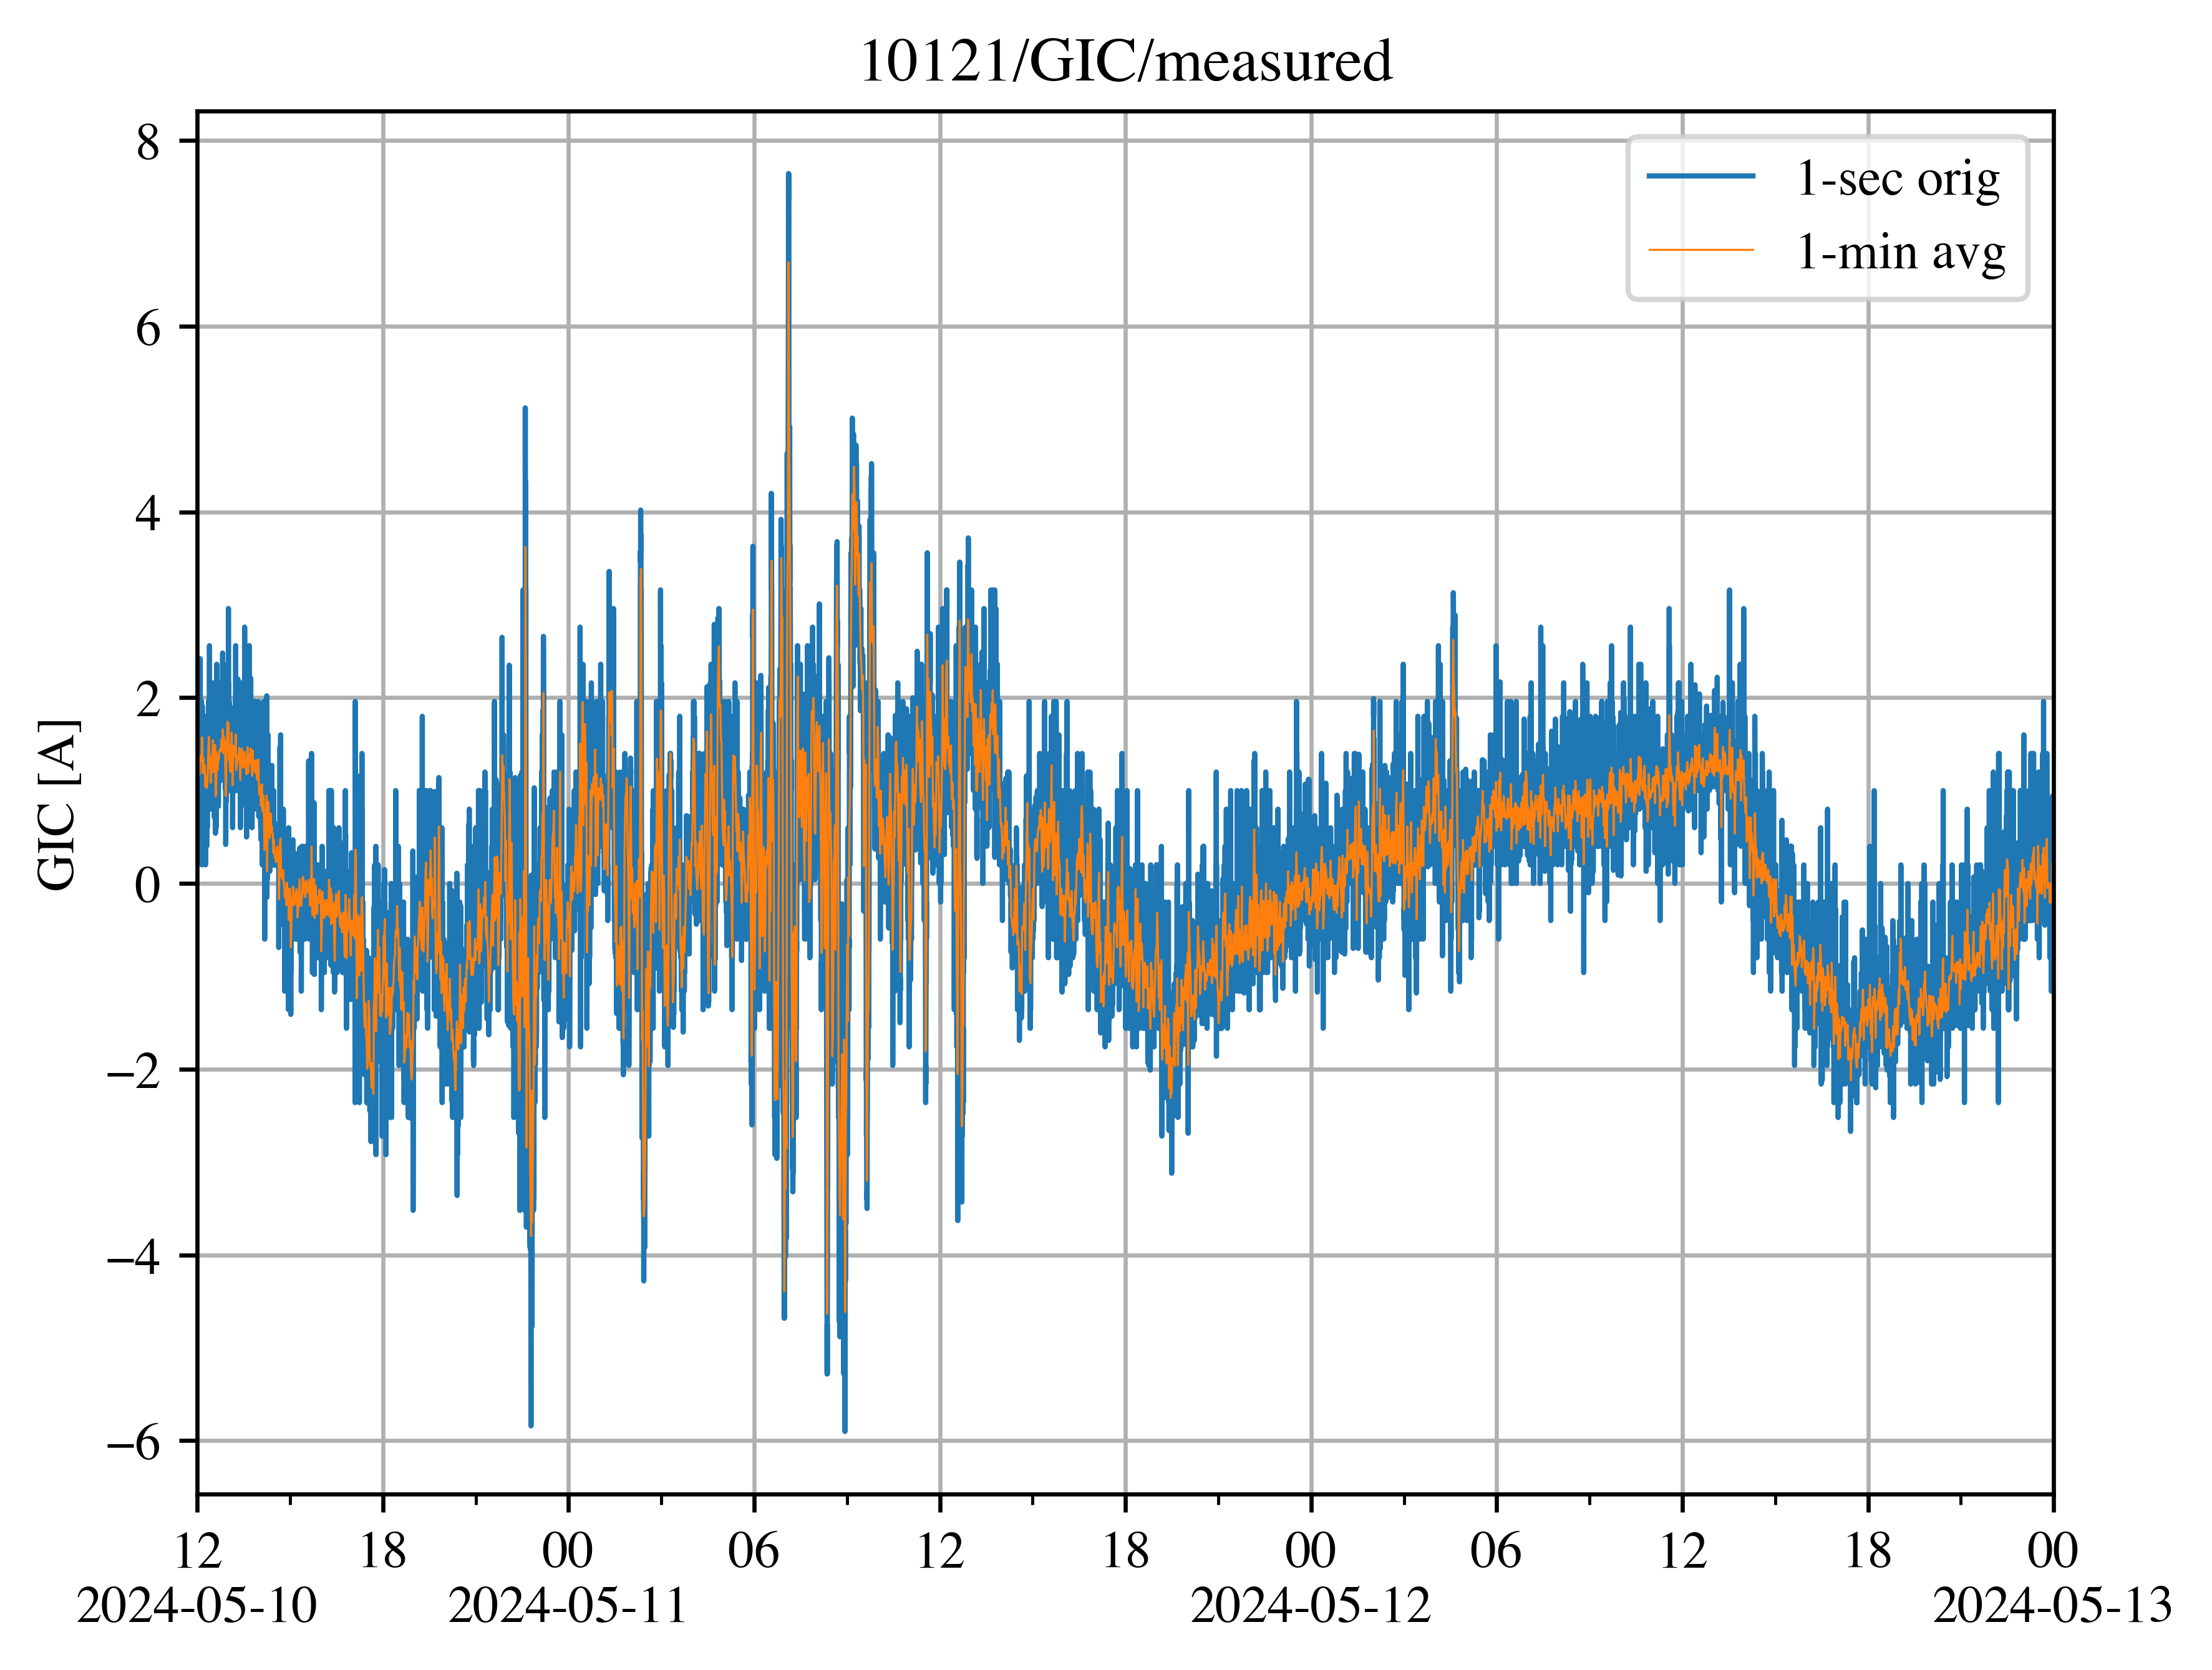 10121/GIC/measured
8
6
4
2
0
−2
−4
−6
GIC [A]
1-sec orig
1-min avg
12 18 00 06 12 18 00 06 12 18 00
2024-05-10 2024-05-11 2024-05-12 2024-05-13